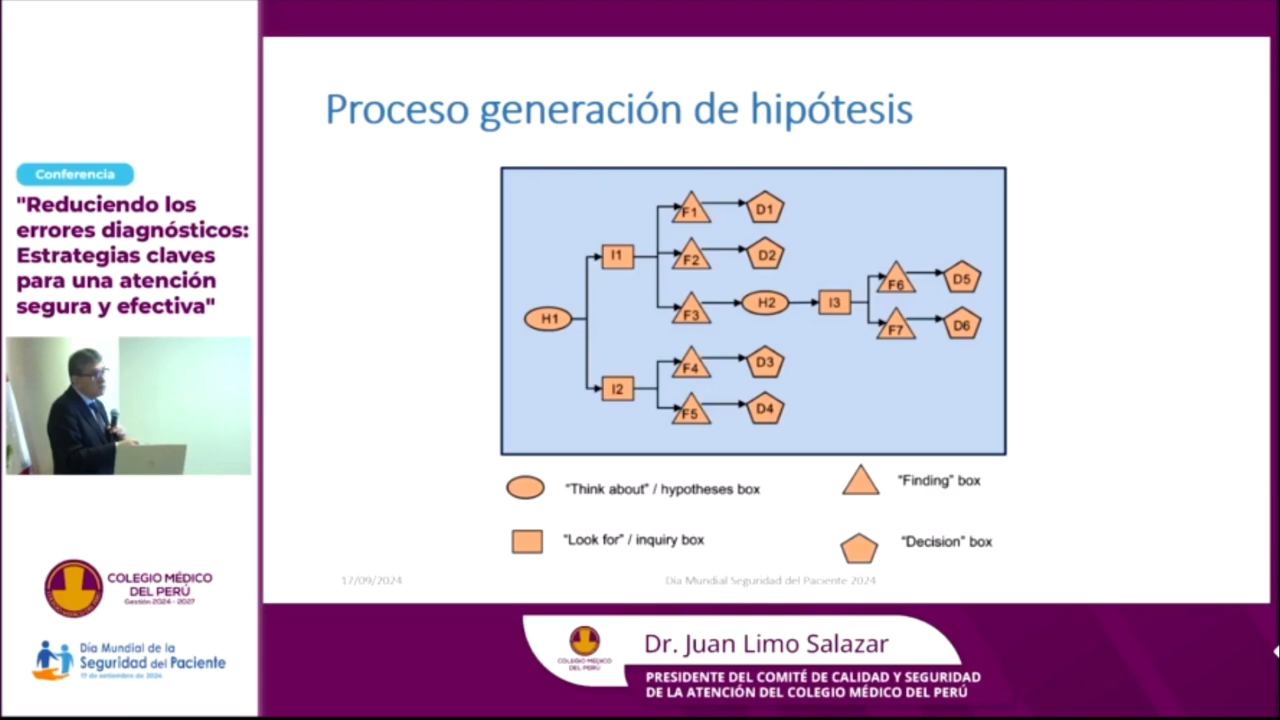 Conferencia
"Reduciendo los
errores diagnósticos:
Estrategias claves
para una atención
segura y efectiva"
COLEGIO MÉDICO
DEL PERÚ
Gestión 2024 - 2027
Día Mundial de la
Seguridad del Paciente
17 de setiembre de 2024
Proceso generación de hipótesis
F1 D1
I1 F2 D2
F6 D5
H1 F3 H2 I3
F7 D6
F4 D3
I2
F5 D4
"Think about" / hypotheses box
"Finding" box
"Look for" / inquiry box
"Decision" box
17/09/2024
Día Mundial Seguridad del Paciente 2024
COLEGIO MÉDICO
DEL PERÚ
Dr. Juan Limo Salazar
PRESIDENTE DEL COMITÉ DE CALIDAD Y SEGURIDAD
DE LA ATENCIÓN DEL COLEGIO MÉDICO DEL PERÚ